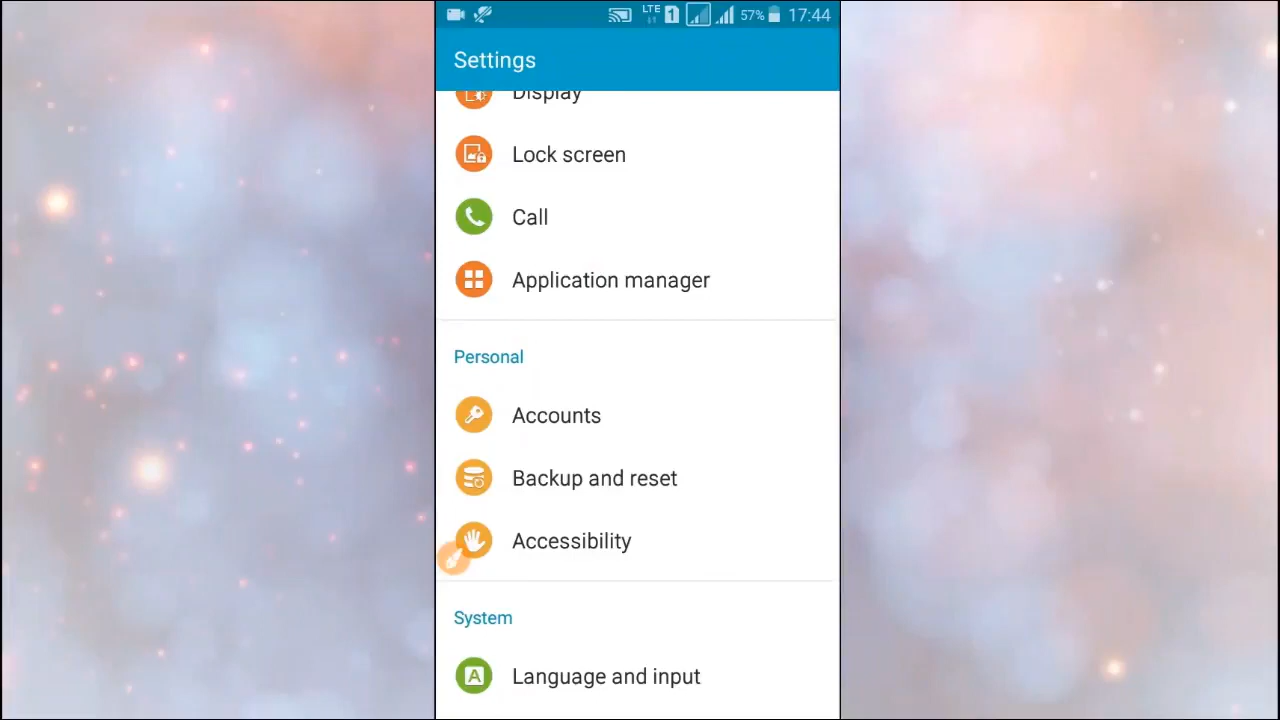 LTE 1 57% 17:44
Settings
Display
Lock screen
Call
Application manager
Personal
Accounts
Backup and reset
Accessibility
System
A Language and input